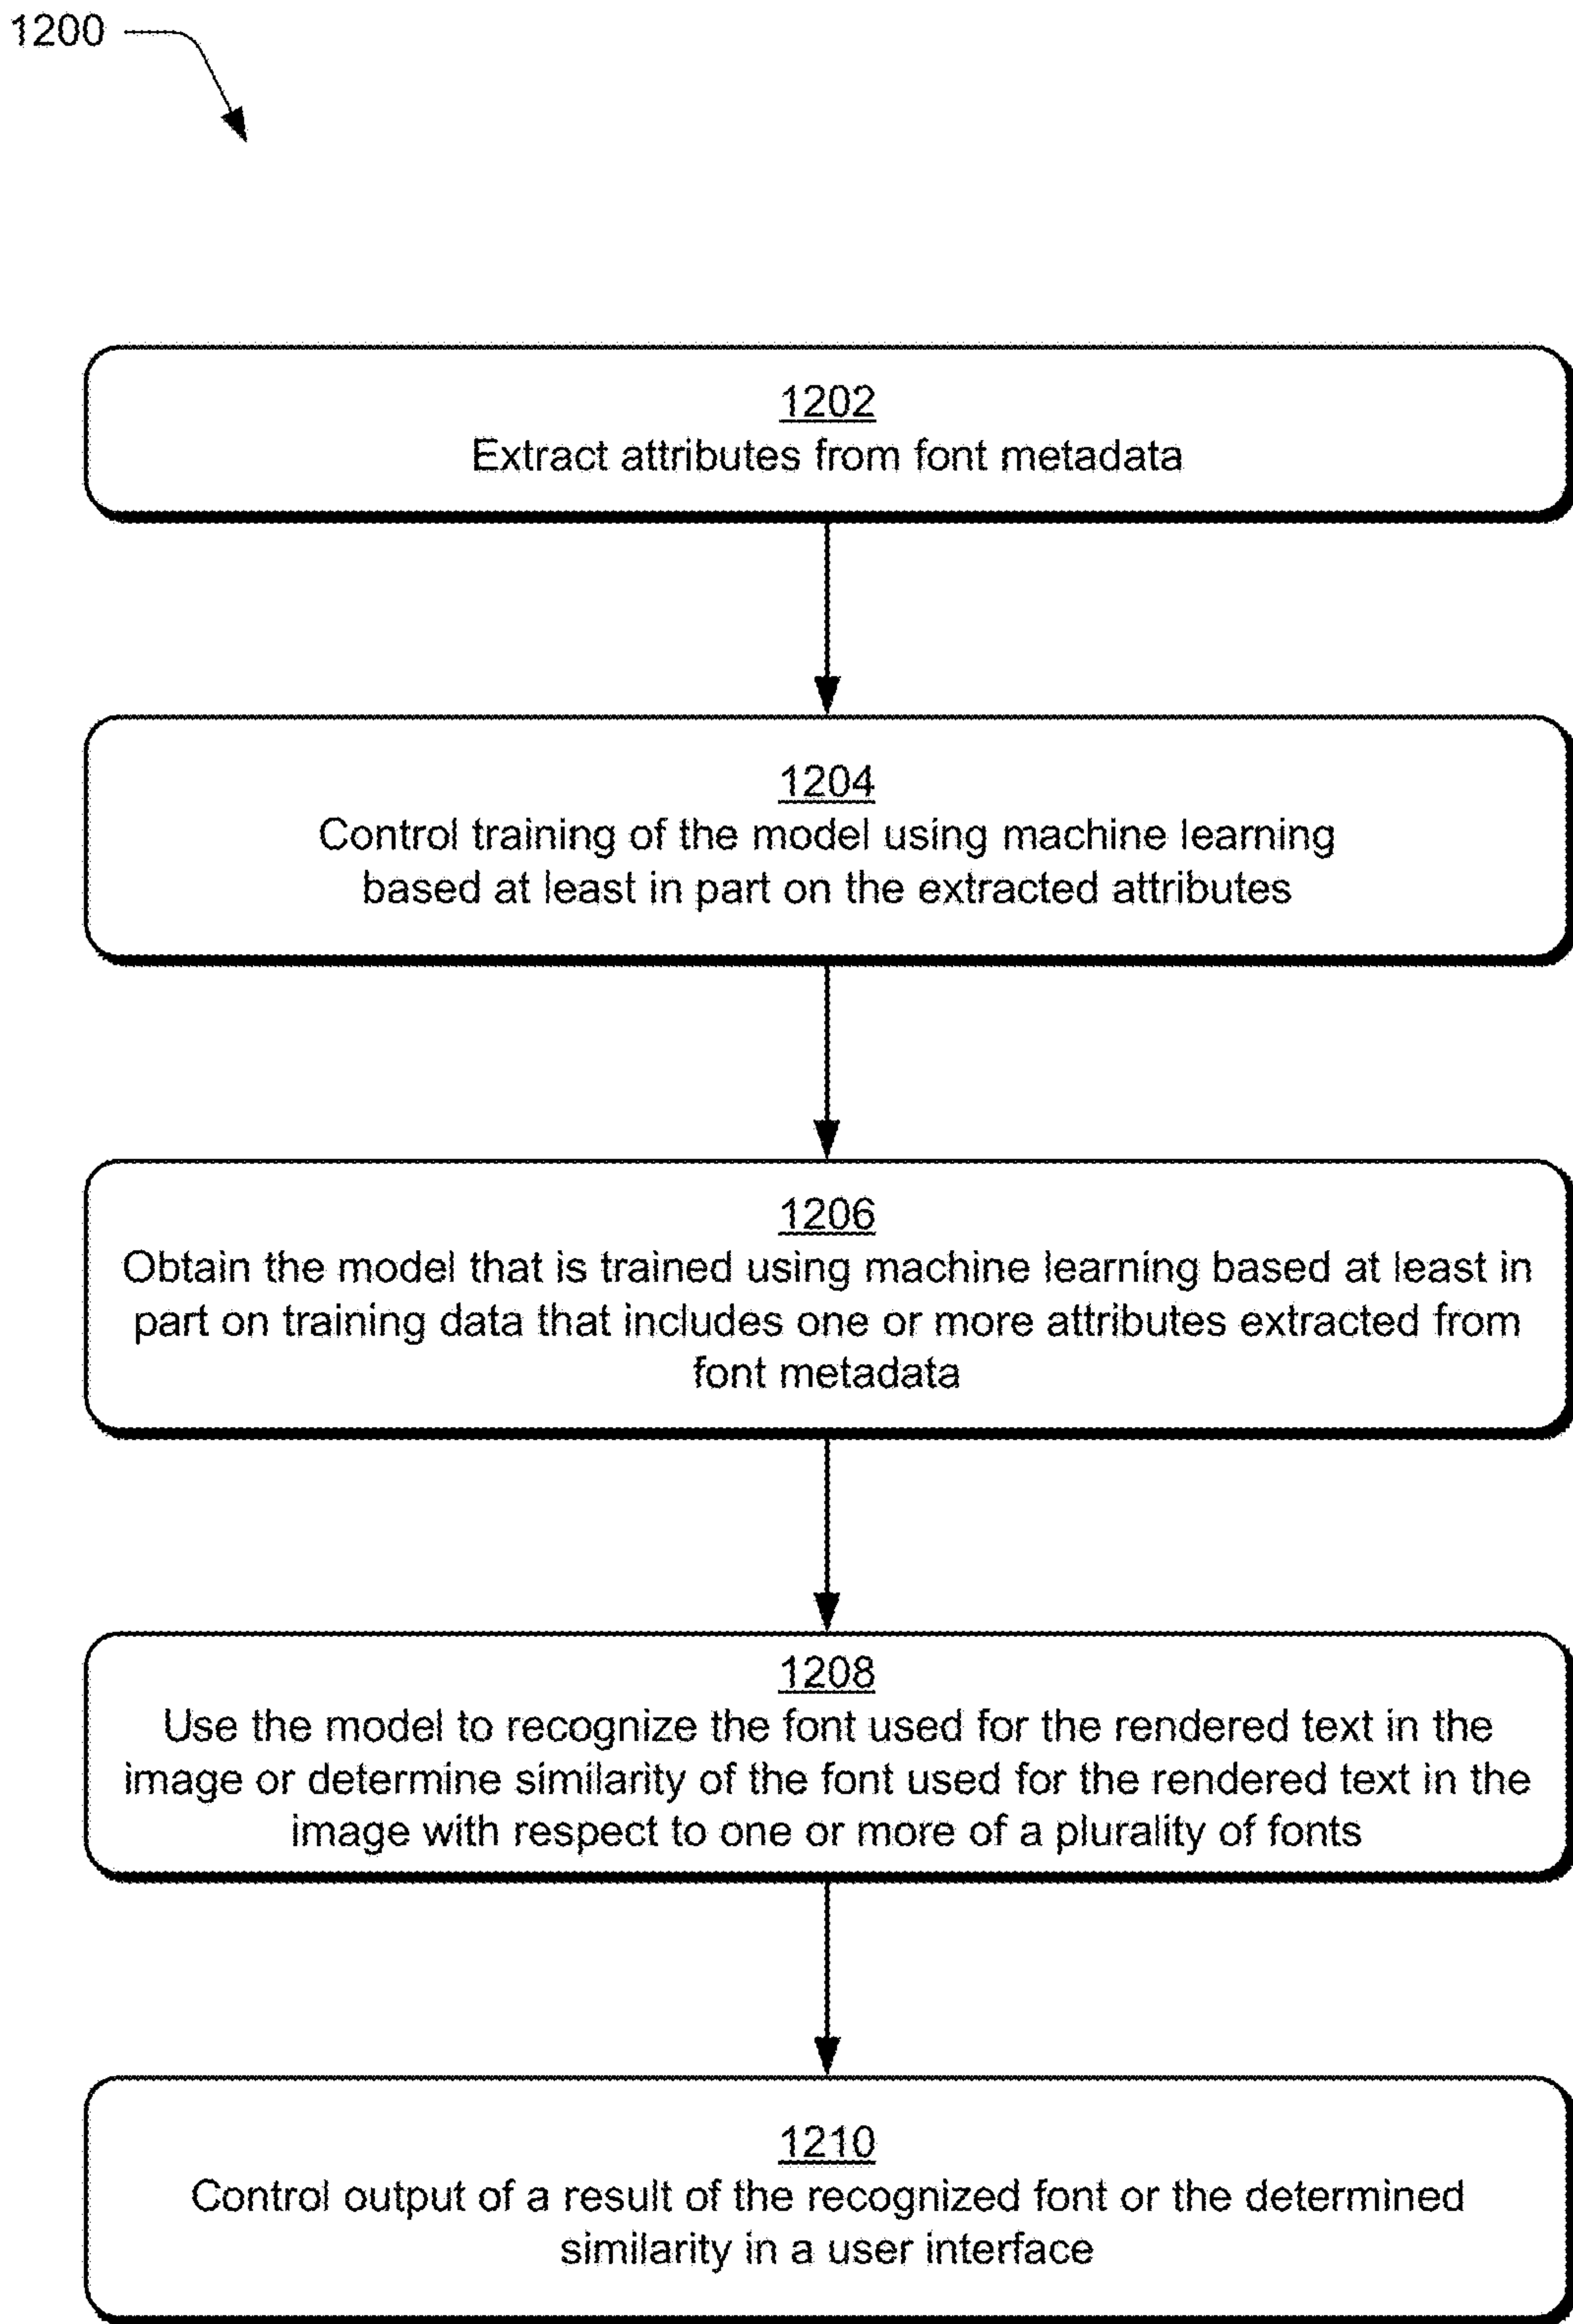 1200
1202
Extract attributes from font metadata
1204
Control training of the model using machine learning
based at least in part on the extracted attributes
1206
Obtain the model that is trained using machine learning based at least in
part on training data that includes one or more attributes extracted from
font metadata
1208
Use the model to recognize the font used for the rendered text in the
image or determine similarity of the font used for the rendered text in the
image with respect to one or more of a plurality of fonts
1210
Control output of a result of the recognized font or the determined
similarity in a user interface